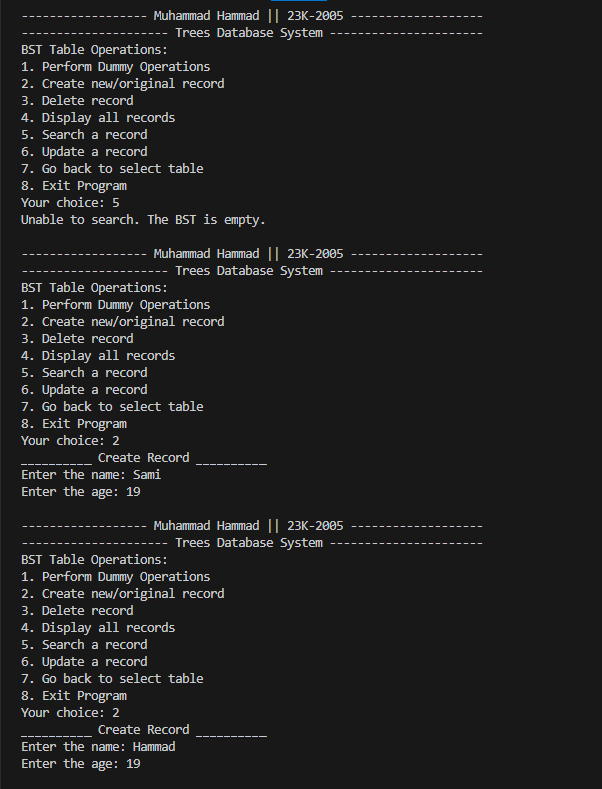 ------------------ Muhammad Hammad || 23K-2005 -------------------
--------------------- Trees Database System ----------------------
BST Table Operations:
1. Perform Dummy Operations
2. Create new/original record
3. Delete record
4. Display all records
5. Search a record
6. Update a record
7. Go back to select table
8. Exit Program
Your choice: 5
Unable to search. The BST is empty.
------------------ Muhammad Hammad || 23K-2005 -------------------
--------------------- Trees Database System ----------------------
BST Table Operations:
1. Perform Dummy Operations
2. Create new/original record
3. Delete record
4. Display all records
5. Search a record
6. Update a record
7. Go back to select table
8. Exit Program
Your choice: 2
__________ Create Record __________
Enter the name: Sami
Enter the age: 19
------------------ Muhammad Hammad || 23K-2005 -------------------
--------------------- Trees Database System ----------------------
BST Table Operations:
1. Perform Dummy Operations
2. Create new/original record
3. Delete record
4. Display all records
5. Search a record
6. Update a record
7. Go back to select table
8. Exit Program
Your choice: 2
__________ Create Record __________
Enter the name: Hammad
Enter the age: 19